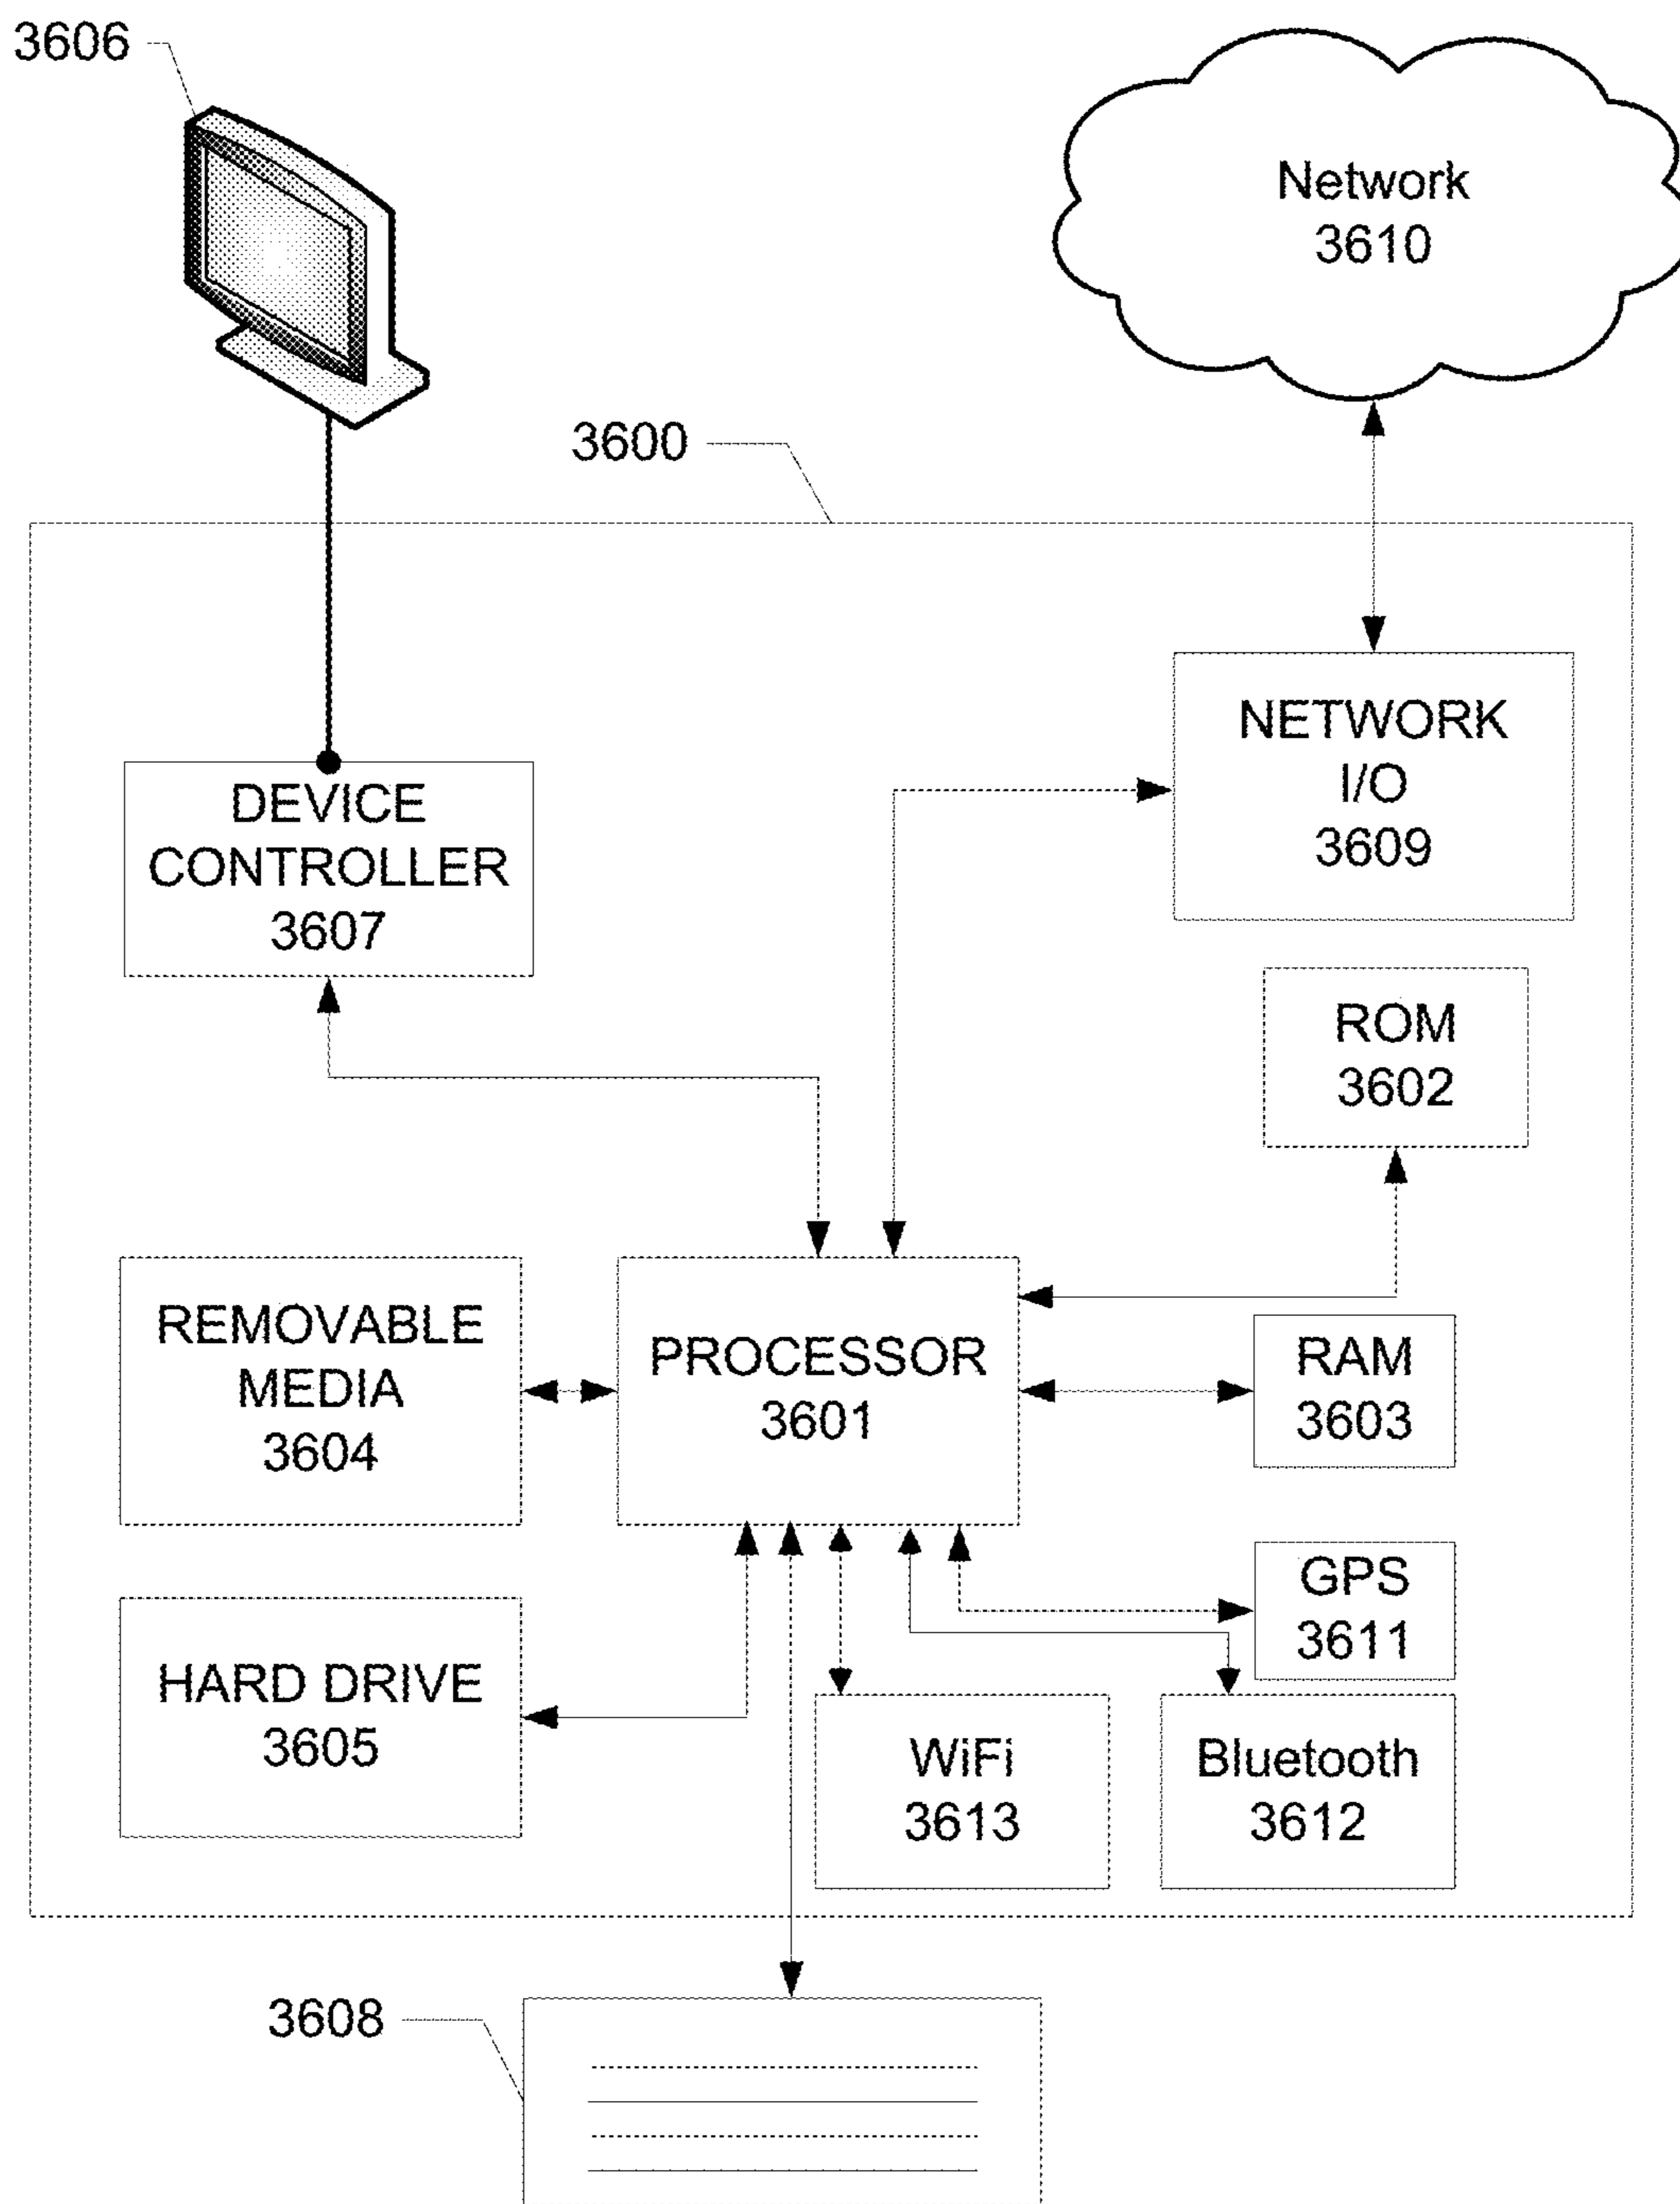 3606
Network
3610
3600
NETWORK
I/O
3609
DEVICE
CONTROLLER
3607
ROM
3602
REMOVABLE
MEDIA
3604
PROCESSOR
3601
RAM
3603
GPS
3611
HARD DRIVE
3605
WiFi
3613
Bluetooth
3612
3608